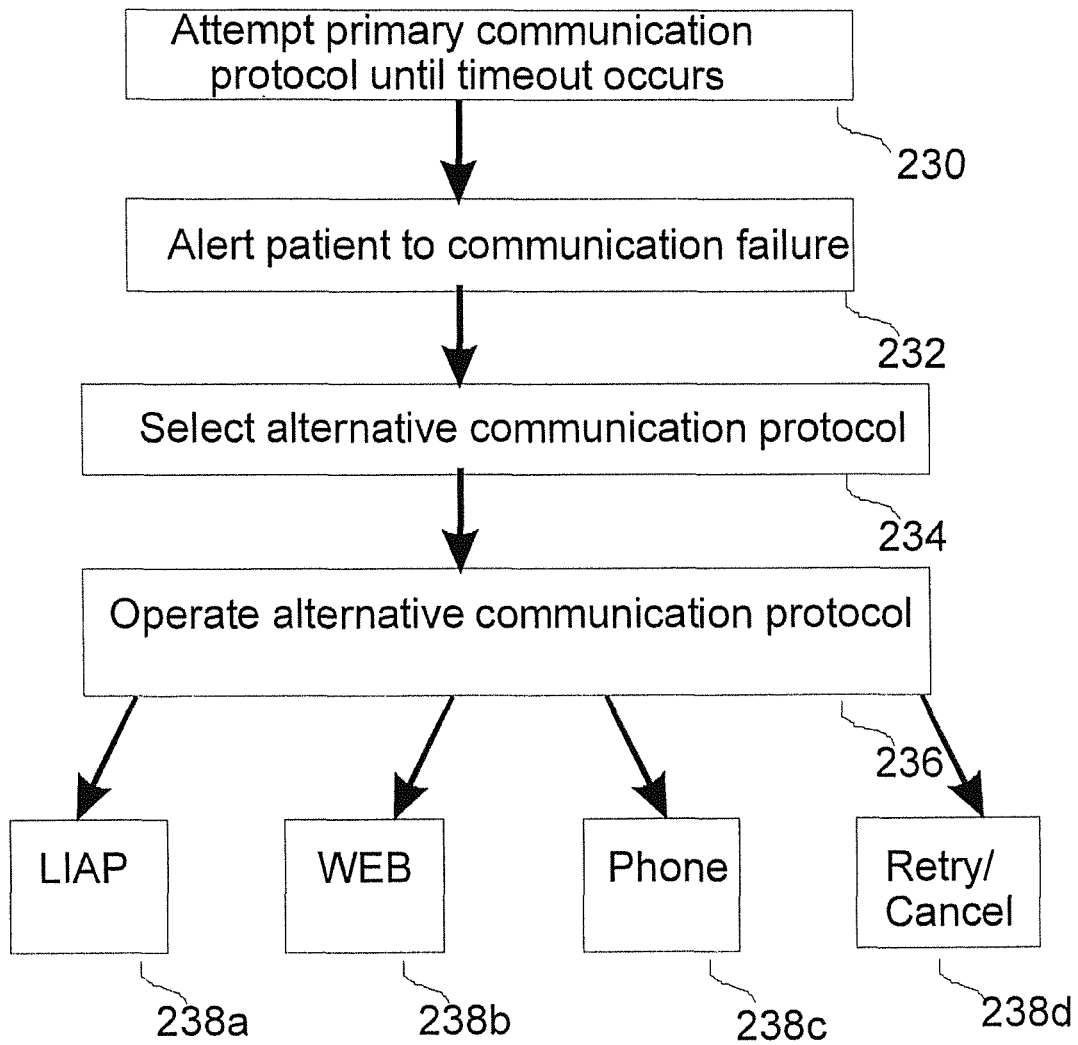 Attempt primary communication
protocol until timeout occurs
230
Alert patient to communication failure
232
Select alternative communication protocol
234
Operate alternative communication protocol
236
LIAP
WEB
Phone
Retry/
Cancel
238a
238b
238c
238d